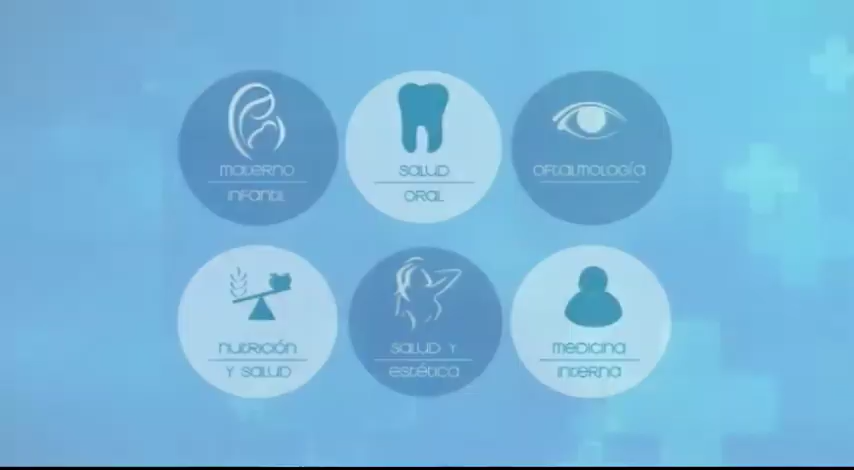 materno
infantil
salud
oral
oftalmología
nutrición
y salud
salud y
estética
medicina
interna